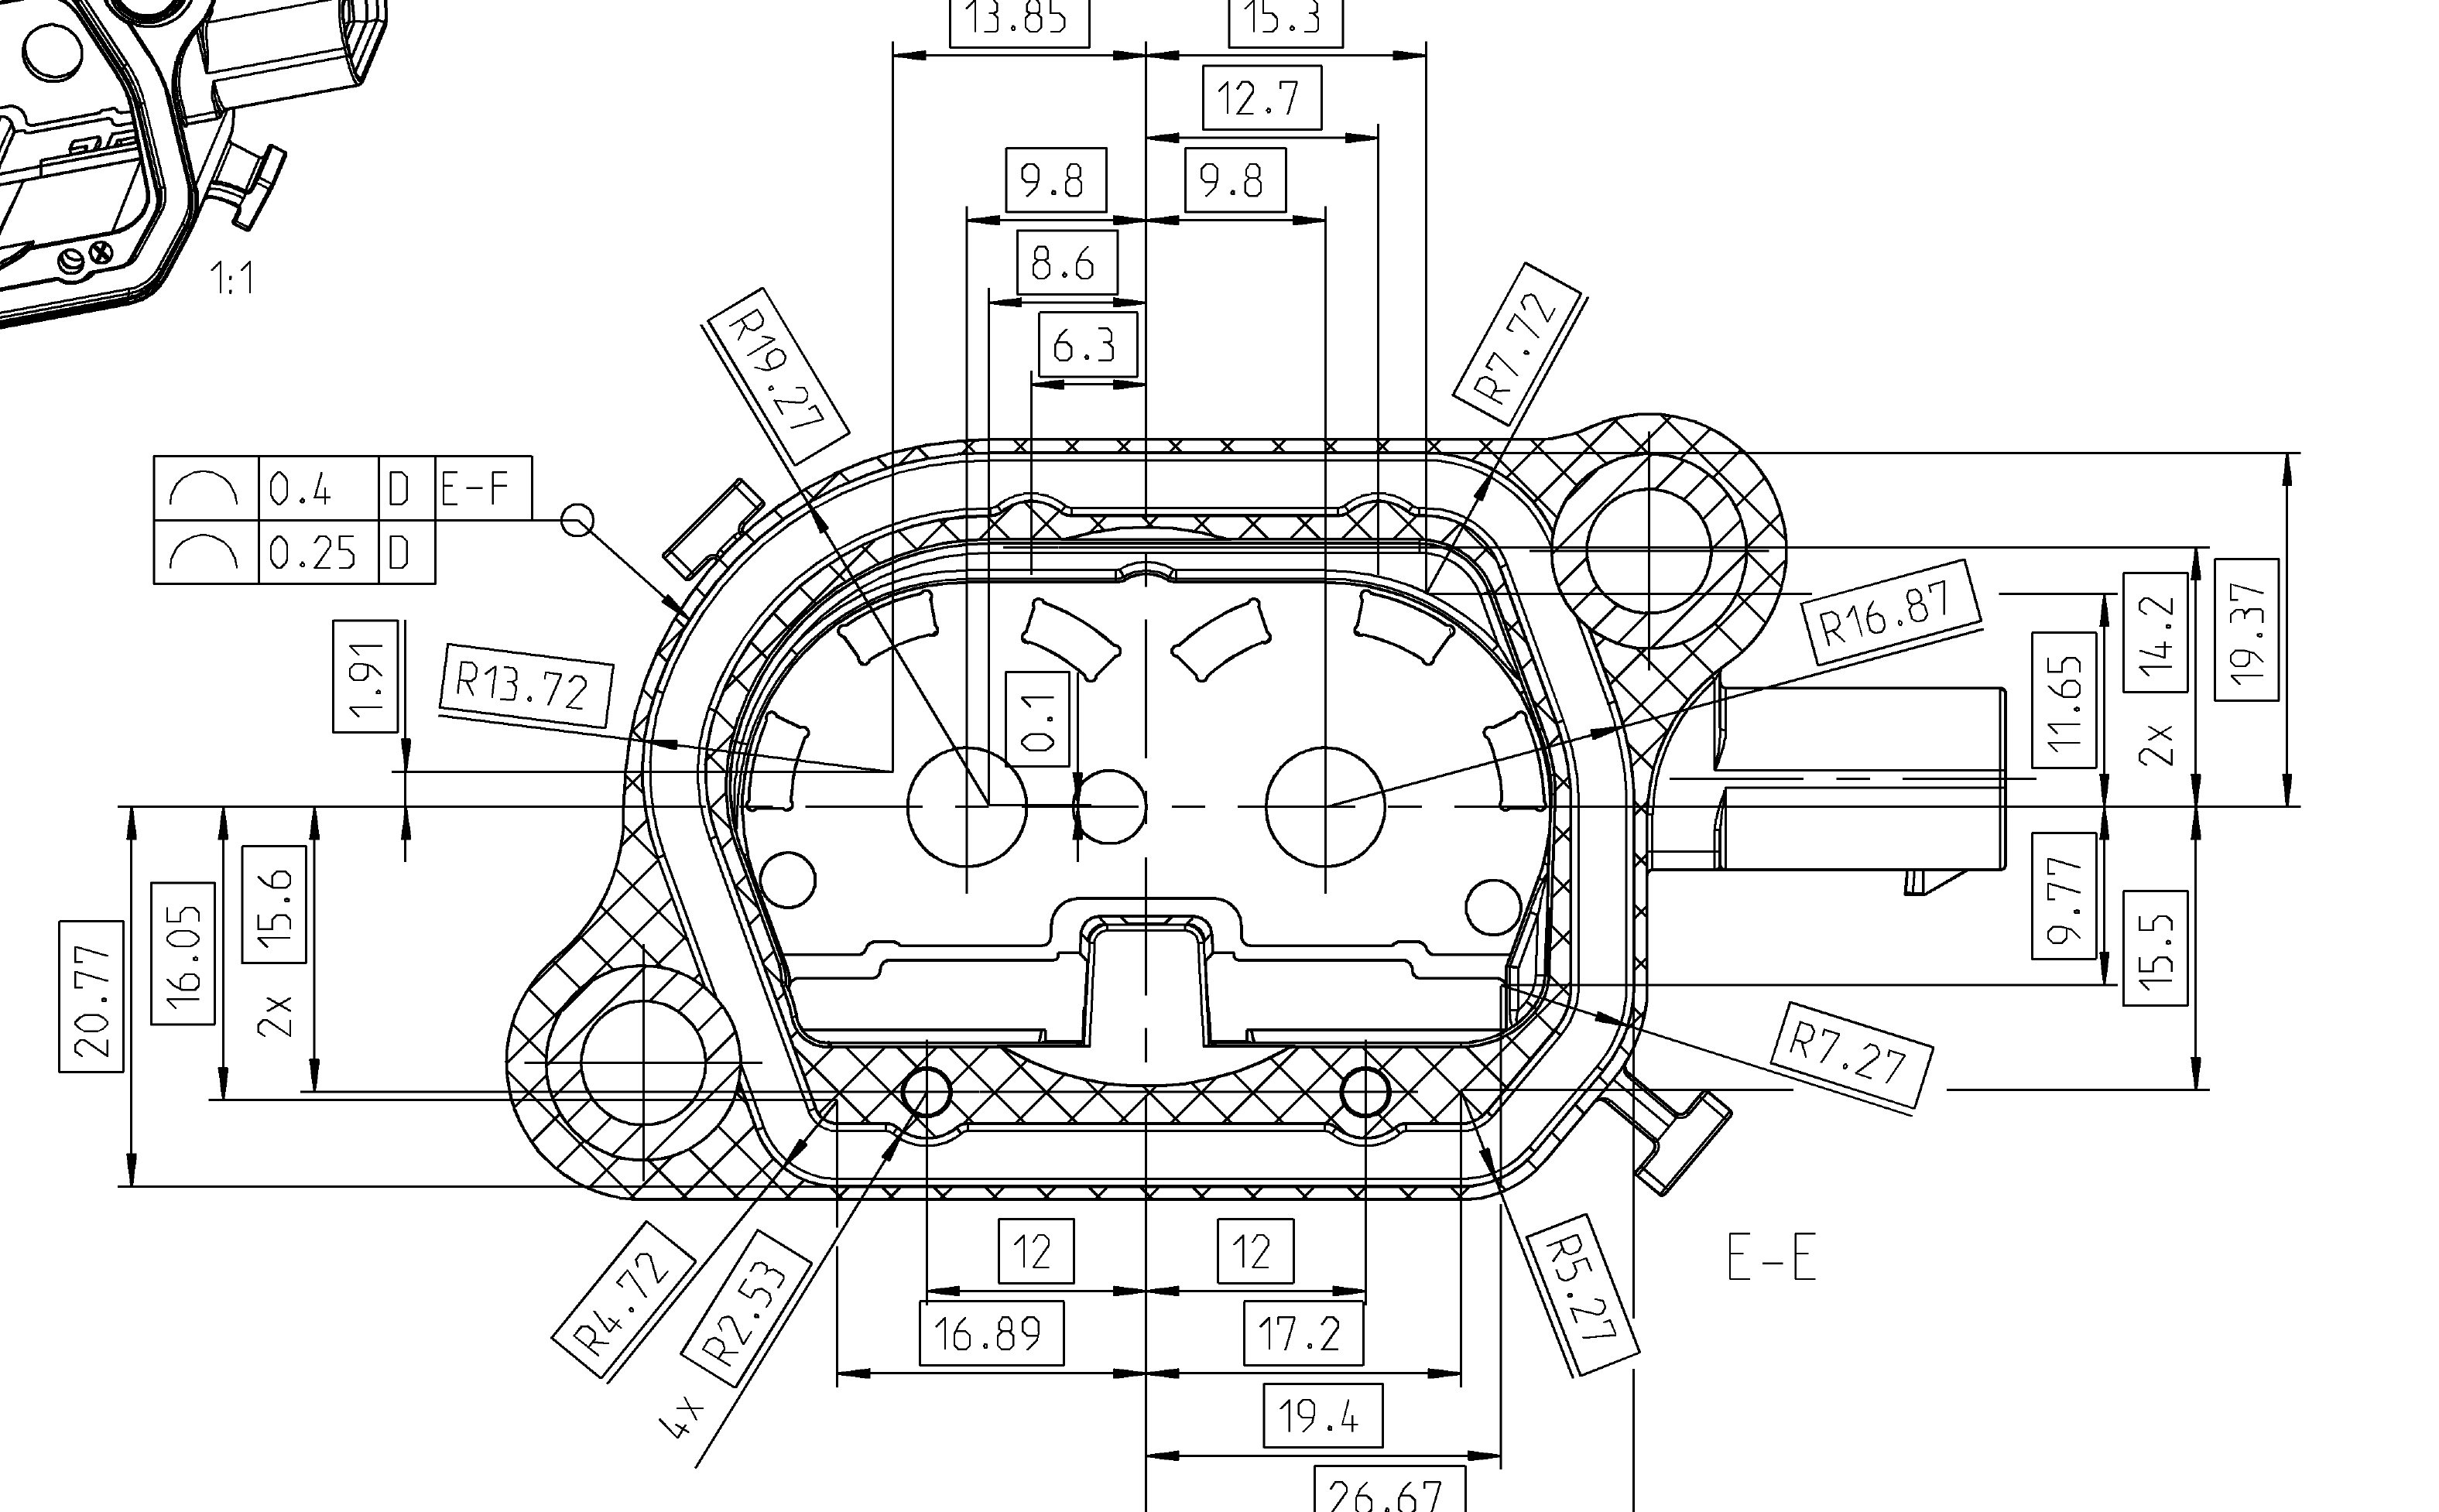 13.85
15.3
12.7
9.8
9.8
8.6
6.3
1:1
R19.27
R7.72
0.4 D E-F
0.25 D
1.91
R13.72
0.1
R16.87
11.65
2x 14.2
19.37
20.77
16.05
2x 15.6
9.77
15.5
R7.27
R4.72
4x R2.53
12
12
R5.27
E-E
16.89
17.2
19.4
26.67